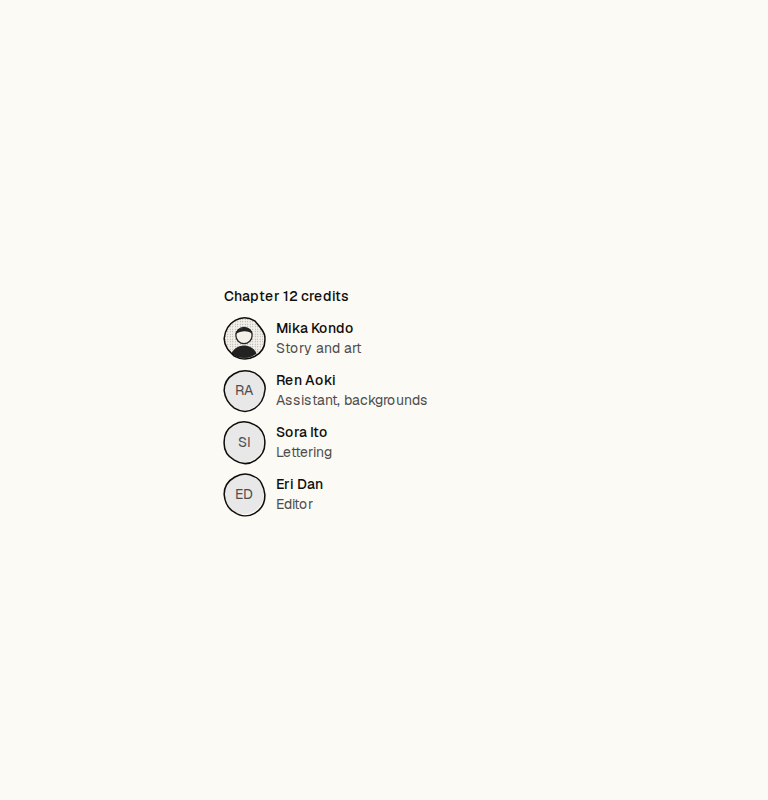 Chapter 12 credits
Mika Kondo
Story and art
RA
Ren Aoki
Assistant, backgrounds
SI
Sora Ito
Lettering
ED
Eri Dan
Editor